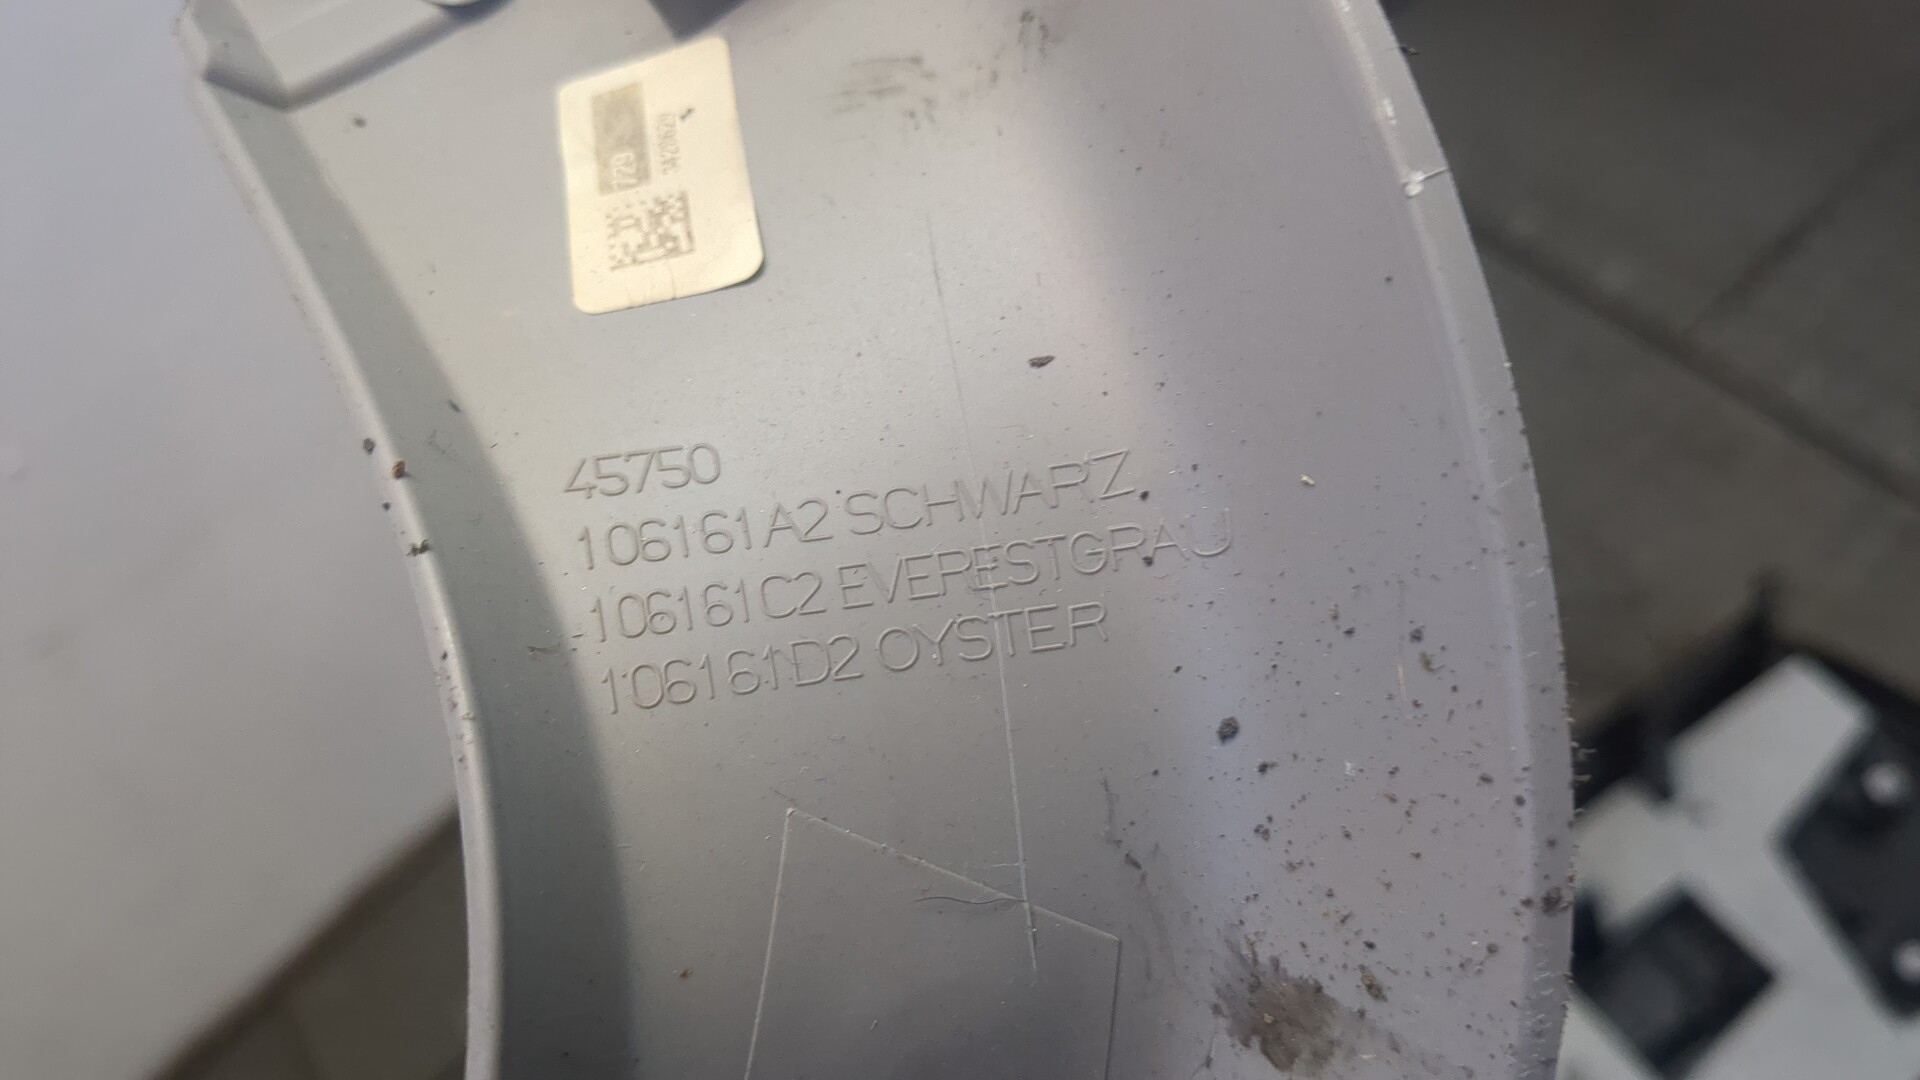 45750
106161A2 SCHWARZ
106161C2 EVERESTGRAU
106161D2 OYSTER